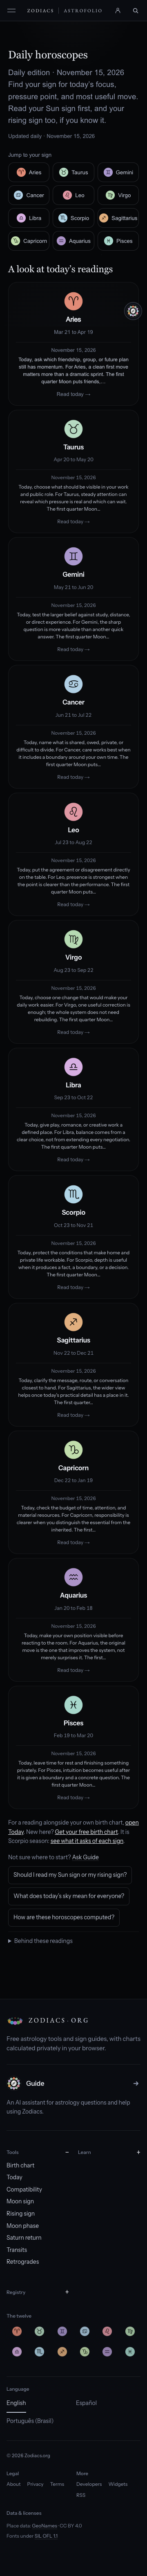 ZODIACS | ASTROFOLIO
Daily horoscopes
Daily edition · November 15, 2026
Find your sign for today's focus,
pressure point, and most useful move.
Read your Sun sign first, and your
rising sign too, if you know it.
Updated daily · November 15, 2026
Jump to your sign
Aries
Taurus
Gemini
Cancer
Leo
Virgo
Libra
Scorpio
Sagittarius
Capricorn
Aquarius
Pisces
A look at today's readings
Aries
Mar 21 to Apr 19
November 15, 2026
Today, ask which friendship, group, or future plan
still has momentum. For Aries, a clean fixed two
matters more than a dramatic sprint. The first
quarter Moon puts friends,…
Read today →
Taurus
Apr 20 to May 20
November 15, 2026
Today, choose what should be visible in your work
and public role. For Taurus, steady attention can
reveal which pressure is real and which can wait.
The first quarter Moon…
Read today →
Gemini
May 21 to Jun 20
November 15, 2026
Today, test the larger belief against study, distance,
or direct experience. For Gemini, the sharp
question is more valuable than another quick
answer. The first quarter Moon…
Read today →
Cancer
Jun 21 to Jul 22
November 15, 2026
Today, name what is shared, owed, private, or
difficult to divide. For Cancer, care works best when
it includes a boundary around your own time. The
first quarter Moon puts…
Read today →
Leo
Jul 23 to Aug 22
November 15, 2026
Today, put the agreement or disagreement directly
on the table. For Leo, presence is strongest when
the point is clearer than the performance. The first
quarter Moon puts…
Read today →
Virgo
Aug 23 to Sep 22
November 15, 2026
Today, choose one change that would make your
daily work easier. For Virgo, one useful correction is
enough; the whole system does not need
rebuilding. The first quarter Moon…
Read today →
Libra
Sep 23 to Oct 22
November 15, 2026
Today, give play, romance, or creative work a
defined place. For Libra, balance comes from a
clear choice, not from extending every negotiation.
The first quarter Moon puts…
Read today →
Scorpio
Oct 23 to Nov 21
November 15, 2026
Today, protect the conditions that make home and
private life workable. For Scorpio, depth is useful
when it produces a choice, not another test. The
first quarter Moon…
Read today →
Sagittarius
Nov 22 to Dec 21
November 15, 2026
Today, clarify the message, route, or conversation
closest to hand. For Sagittarius, the wider view
helps after today's practical detail has a place in it.
The first quarter…
Read today →
Capricorn
Dec 22 to Jan 19
November 15, 2026
Today, check the budget of time, attention, and
material resources. For Capricorn, responsibility is
clearer when you distinguish the essential from the
inherited. The first…
Read today →
Aquarius
Jan 20 to Feb 18
November 15, 2026
Today, make your own position visible before
reacting to the room. For Aquarius, the original
move is the one that improves the system, not
merely surprises it. The first…
Read today →
Pisces
Feb 19 to Mar 20
November 15, 2026
Today, leave time for rest and finishing something
privately. For Pisces, intuition becomes useful after
it is given a boundary and a concrete question. The
first quarter Moon…
Read today →
For a reading alongside your own birth chart, open
Today. New here? Get your free birth chart. It is
Scorpio season: see what it asks of each sign.
Not sure where to start? Ask Guide
Should I read my Sun sign or my rising sign?
What does today's sky mean for everyone?
How are these horoscopes computed?
▸ Behind these readings
ZODIACS·ORG
Free astrology tools and sign guides, with charts
calculated privately in your browser.
Guide →
An AI assistant for astrology questions and help
using Zodiacs.
Tools −
Learn +
Birth chart
Today
Compatibility
Moon sign
Rising sign
Moon phase
Saturn return
Transits
Retrogrades
Registry +
The twelve
Language
English
Español
Português (Brasil)
© 2026 Zodiacs.org
Legal
More
About Privacy Terms
Developers Widgets
RSS
Data & licenses
Place data: GeoNames · CC BY 4.0
Fonts under SIL OFL 1.1